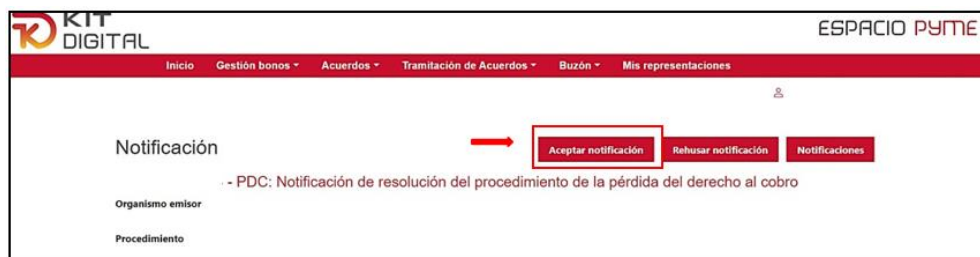 KIT
DIGITAL
ESPACIO PYME
Inicio Gestión bonos Acuerdos Tramitación de Acuerdos Buzón Mis representaciones
Notificación
Aceptar notificación Rehusar notificación Notificaciones
- PDC: Notificación de resolución del procedimiento de la pérdida del derecho al cobro
Organismo emisor
Procedimiento